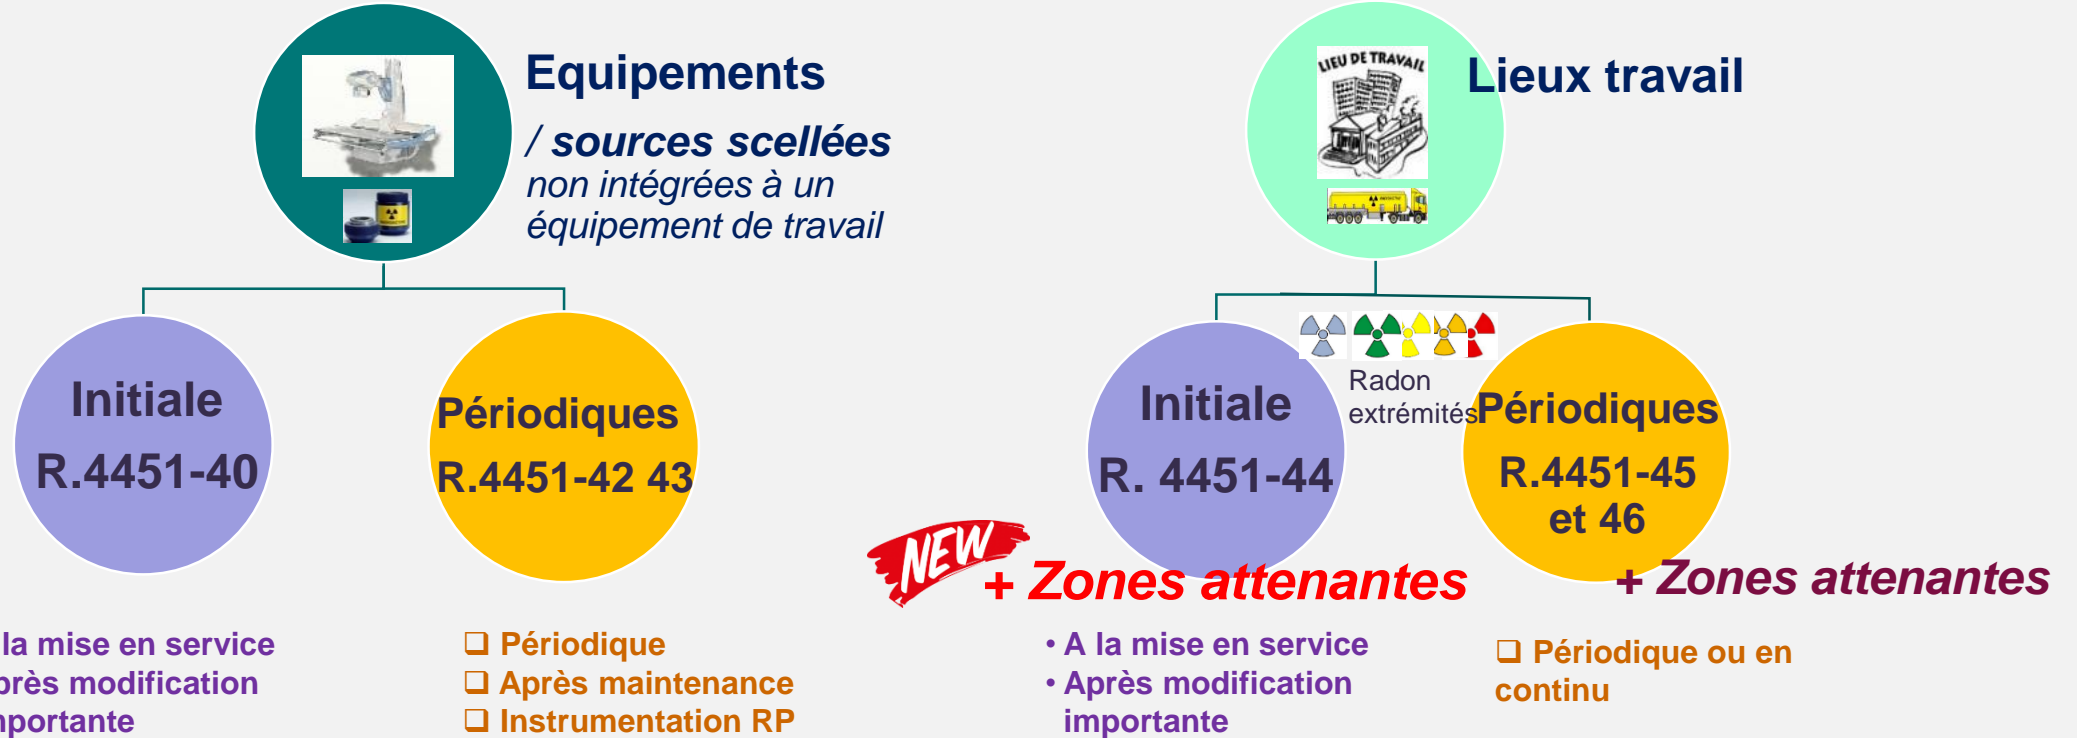 Equipements
/ sources scellées
non intégrées à un
équipement de travail
Initiale
R.4451-40
Périodiques
R.4451-42 43
la mise en service
près modification
mportante
❑ Périodique
❑ Après maintenance
❑ Instrumentation RP
LIEU DE TRAVAIL
Lieux travail
Radon
extrémités
Initiale
R. 4451-44
Périodiques
R.4451-45
et 46
NEW
+ Zones attenantes
+ Zones attenantes
• A la mise en service
• Après modification
importante
❑ Périodique ou en
continu